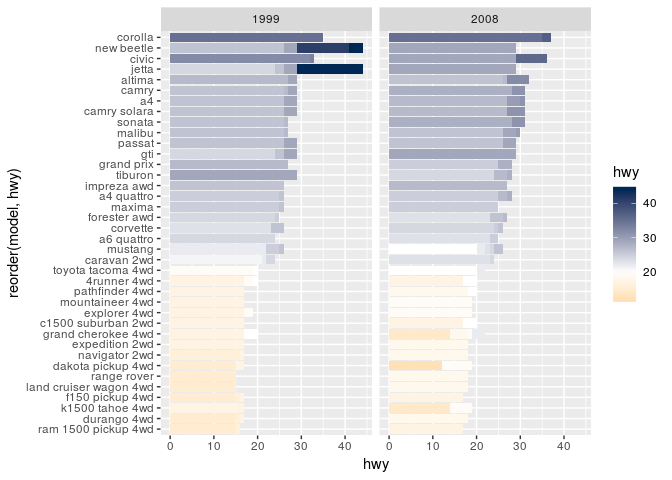 1999 2008
corolla
new beetle
civic
jetta
altima
camry
a4
camry solara
sonata
malibu
passat
gti
grand prix
tiburon
impreza awd
a4 quattro
maxima
forester awd
corvette
a6 quattro
mustang
caravan 2wd
toyota tacoma 4wd
4runner 4wd
pathfinder 4wd
mountaineer 4wd
explorer 4wd
c1500 suburban 2wd
grand cherokee 4wd
expedition 2wd
navigator 2wd
dakota pickup 4wd
range rover
land cruiser wagon 4wd
f150 pickup 4wd
k1500 tahoe 4wd
durango 4wd
ram 1500 pickup 4wd
0 10 20 30 40 0 10 20 30 40
hwy
reorder(model, hwy)
hwy
40
30
20